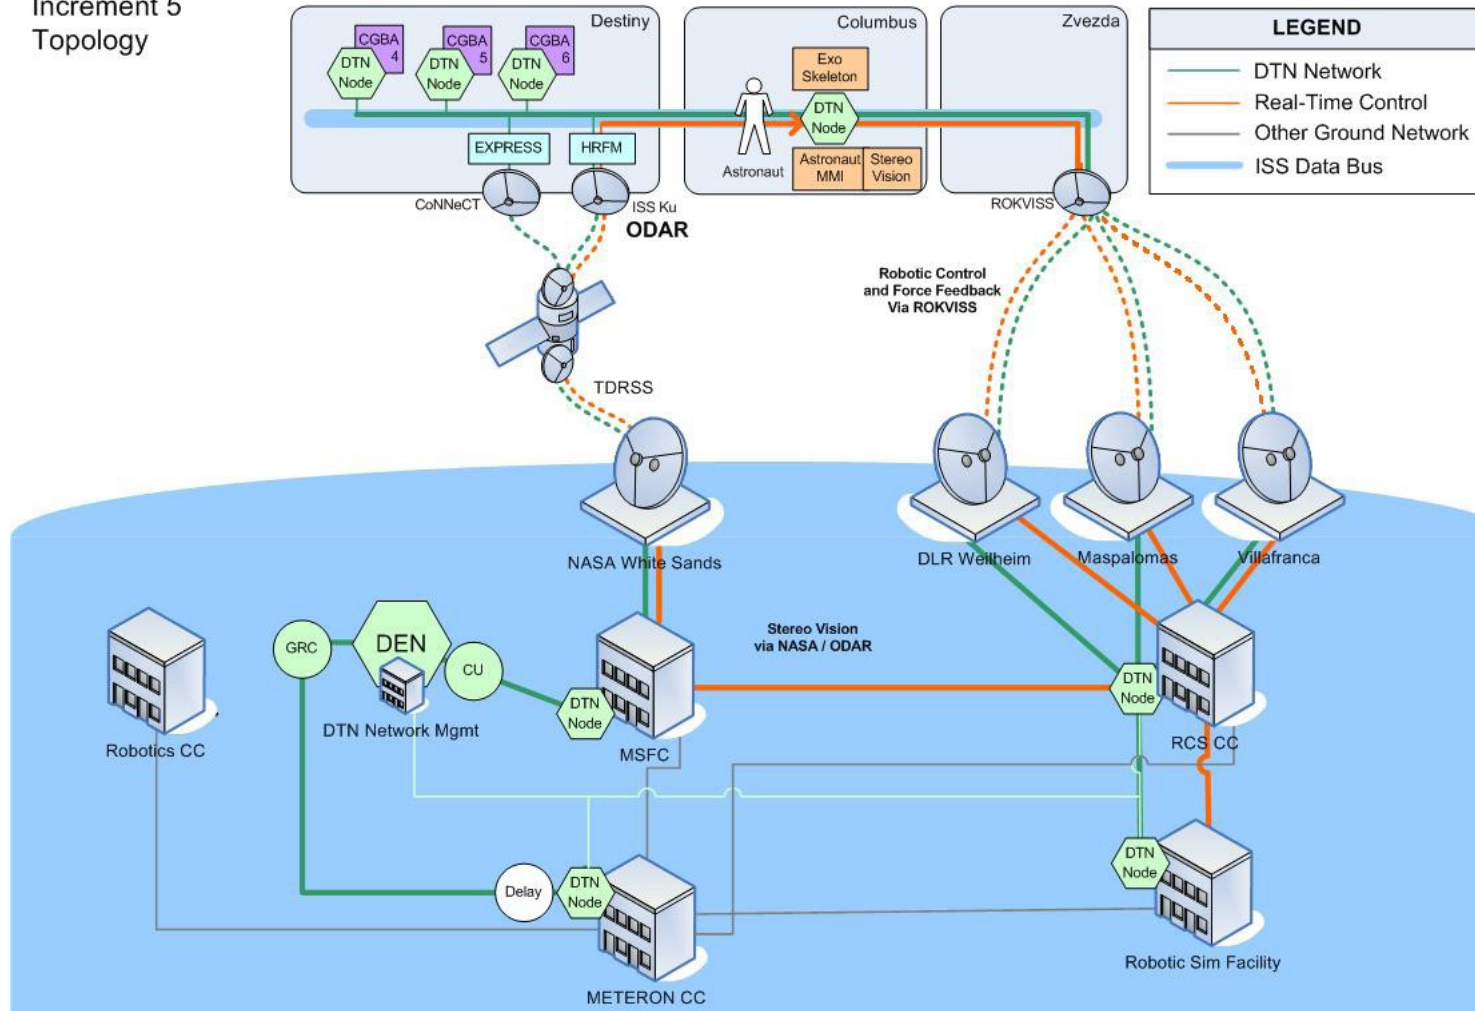 Increment 5
Topology
Destiny
Columbus
Zvezda
LEGEND
DTN Network
Real-Time Control
Other Ground Network
ISS Data Bus
CGBA
4
DTN
Node
CGBA
5
DTN
Node
CGBA
6
DTN
Node
Exo
Skeleton
DTN
Node
EXPRESS
HRFM
Astronaut
Astronaut
MMI
Stereo
Vision
CoNNeCT
ISS Ku
ODAR
ROKVISS
Robotic Control
and Force Feedback
Via ROKVISS
TDRSS
NASA White Sands
DLR Weilheim
Maspalomas
Villafranca
GRC
DEN
CU
DTN Network Mgmt
Stereo Vision
via NASA / ODAR
DTN
Node
DTN
Node
Robotics CC
MSFC
RCS CC
Delay
DTN
Node
DTN
Node
Robotic Sim Facility
METERON CC